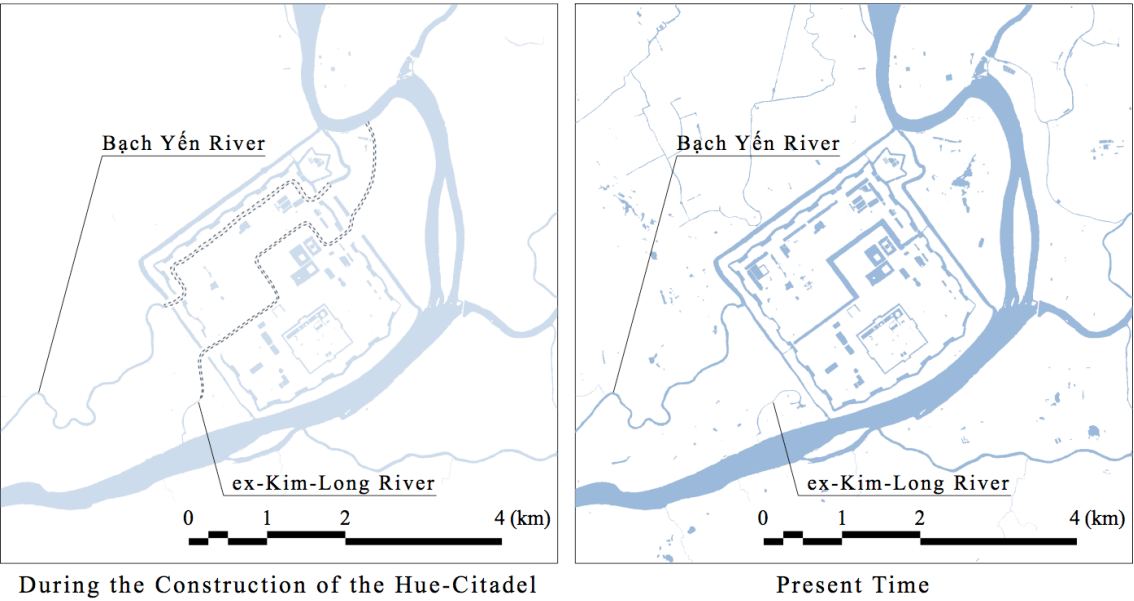 Bạch Yến River
ex-Kim-Long River
0 1 2 4 (km)
During the Construction of the Hue-Citadel
Bạch Yến River
ex-Kim-Long River
0 1 2 4 (km)
Present Time